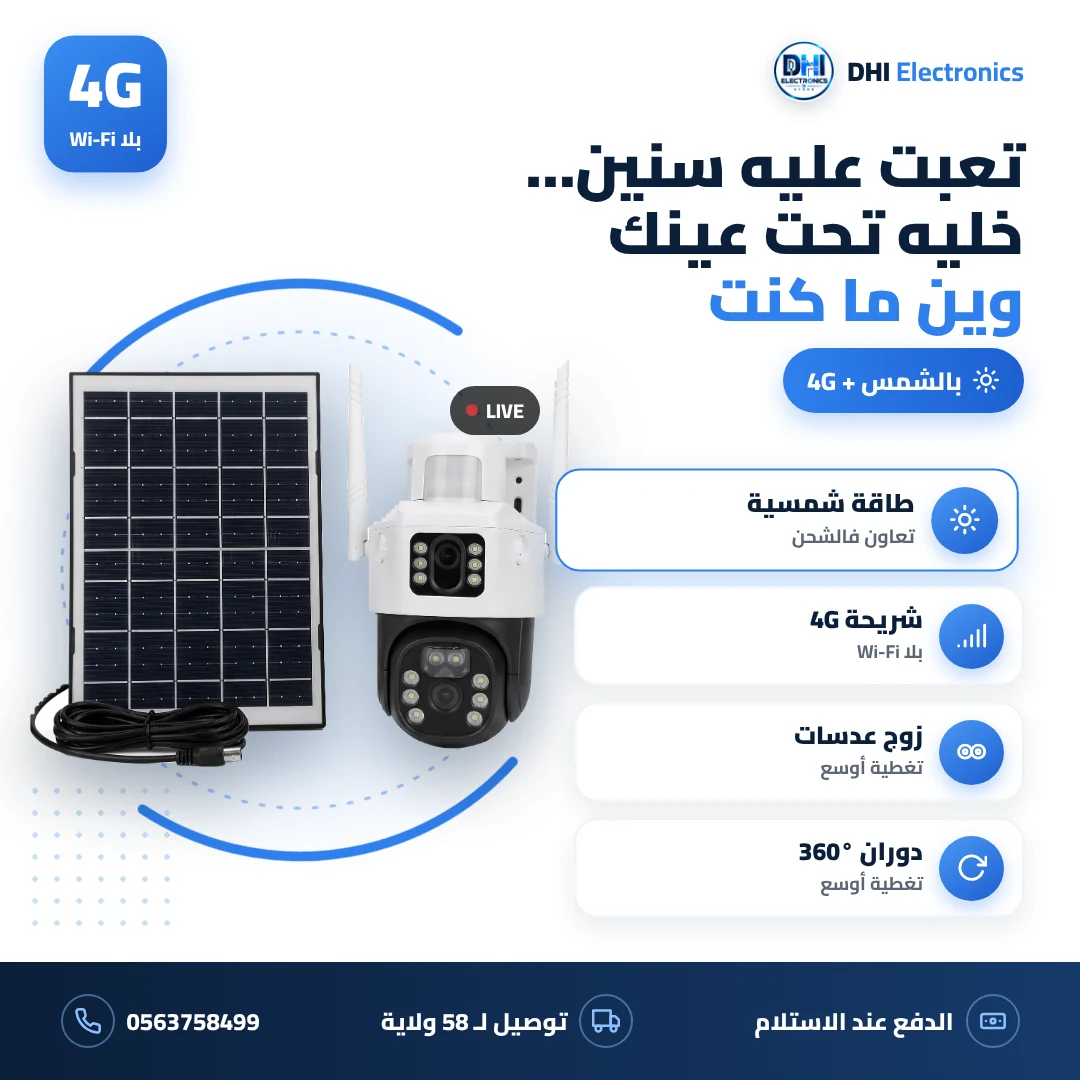 4G
بلا Wi-Fi
DHI
ELECTRONICS
DHI Electronics
تعبت عليه سنين...
خليه تحت عينك
وين ما كنت
بالشمس + 4G
LIVE
طاقة شمسية
تعاون فالشحن
شريحة 4G
بلا Wi-Fi
زوج عدسات
تغطية أوسع
دوران 360°
تغطية أوسع
الدفع عند الاستلام
توصيل لـ 58 ولاية
0563758499